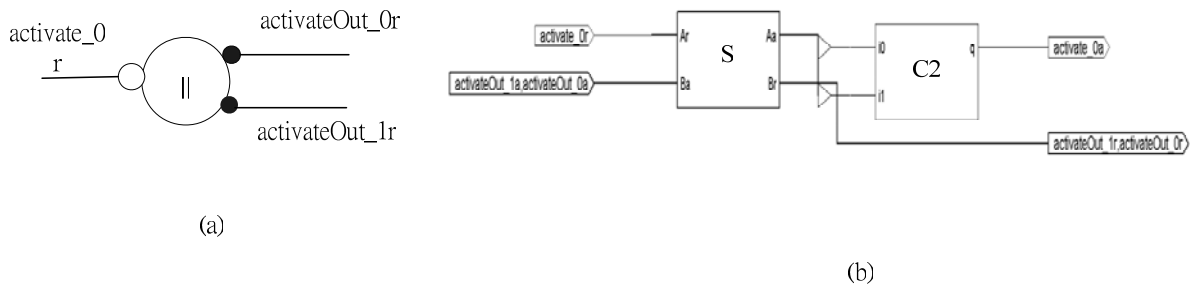 activate_0
r
activateOut_0r
||
activateOut_1r
(a)
activate_0r
activateOut_1a,activateOut_0a
Ar
Aa
S
Ba
Br
i0
q
C2
i1
activate_0a
activateOut_1r,activateOut_0r
(b)